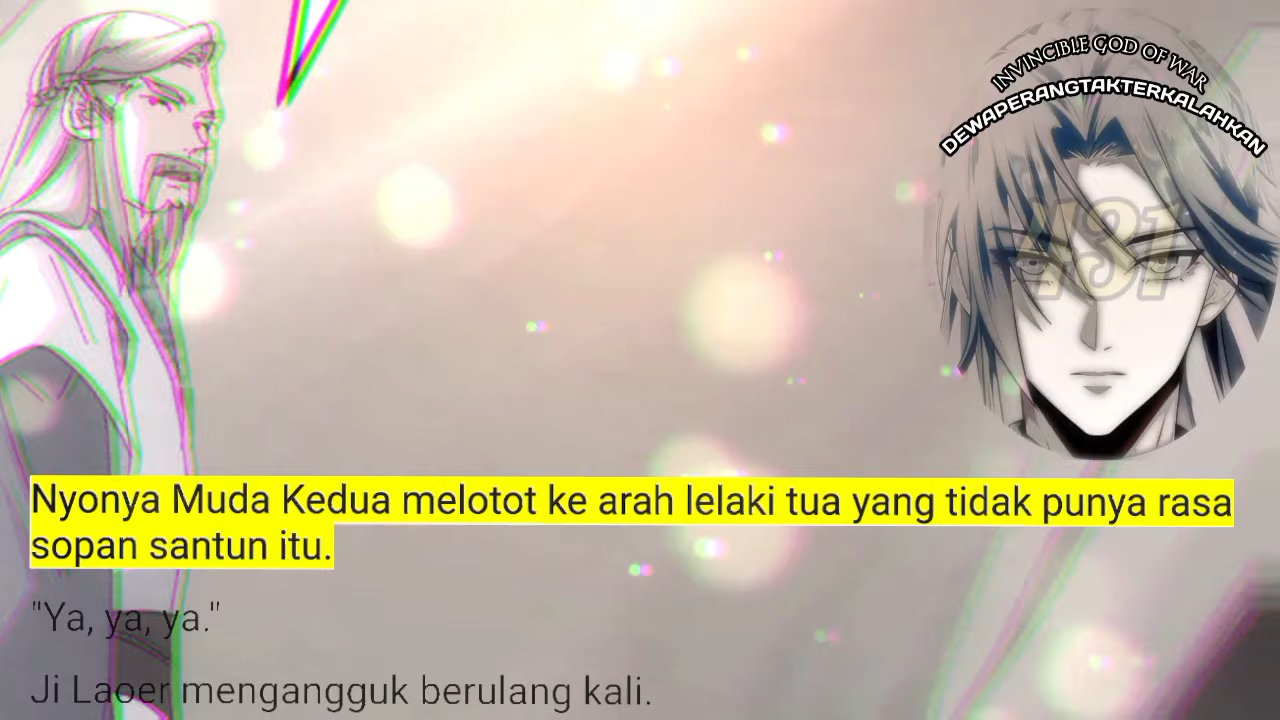 INVINCIBLE GOD OF WAR
DEWAPERANGTAKTERKALAHKAN
431
Nyonya Muda Kedua melotot ke arah lelaki tua yang tidak punya rasa
sopan santun itu.
"Ya, ya, ya."
Ji Laoer mengangguk berulang kali.